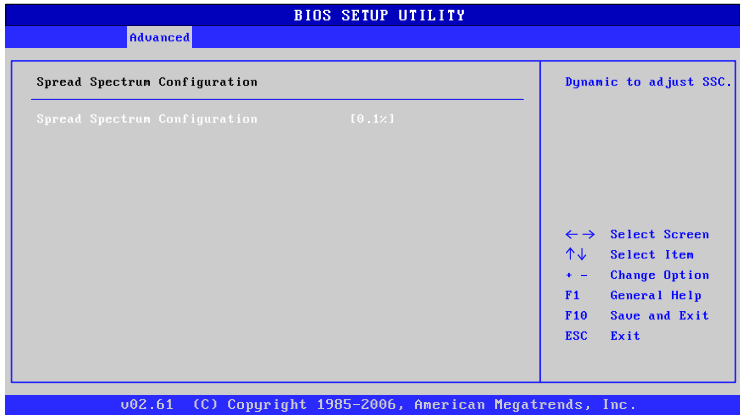 BIOS SETUP UTILITY
Advanced
Spread Spectrum Configuration
Spread Spectrum Configuration [0.1%]
Dynamic to adjust SSC.
←→ Select Screen
↑↓ Select Item
+ - Change Option
F1 General Help
F10 Save and Exit
ESC Exit
v02.61 (C) Copyright 1985-2006, American Megatrends, Inc.